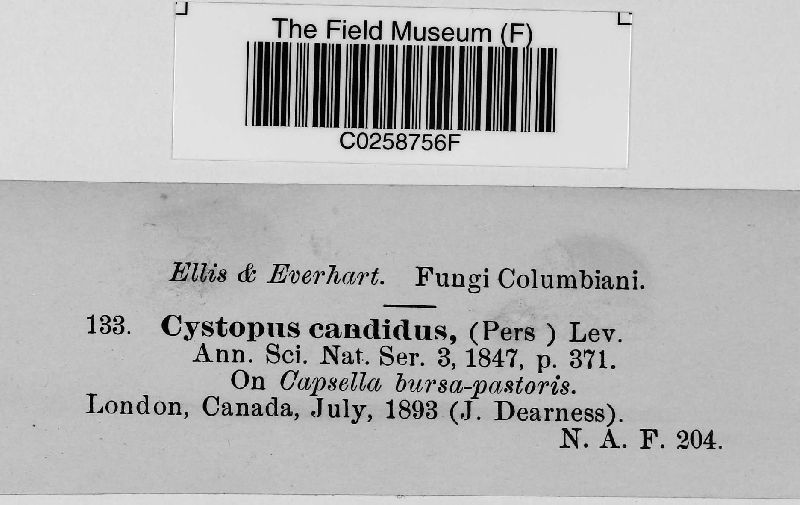 The Field Museum (F)
C0258756F
Ellis & Everhart. Fungi Columbiani.
133. Cystopus candidus, (Pers ) Lev.
Ann. Sci. Nat. Ser. 3, 1847, p. 371.
On Capsella bursa-pastoris.
London, Canada, July, 1893 (J. Dearness).
N. A. F. 204.